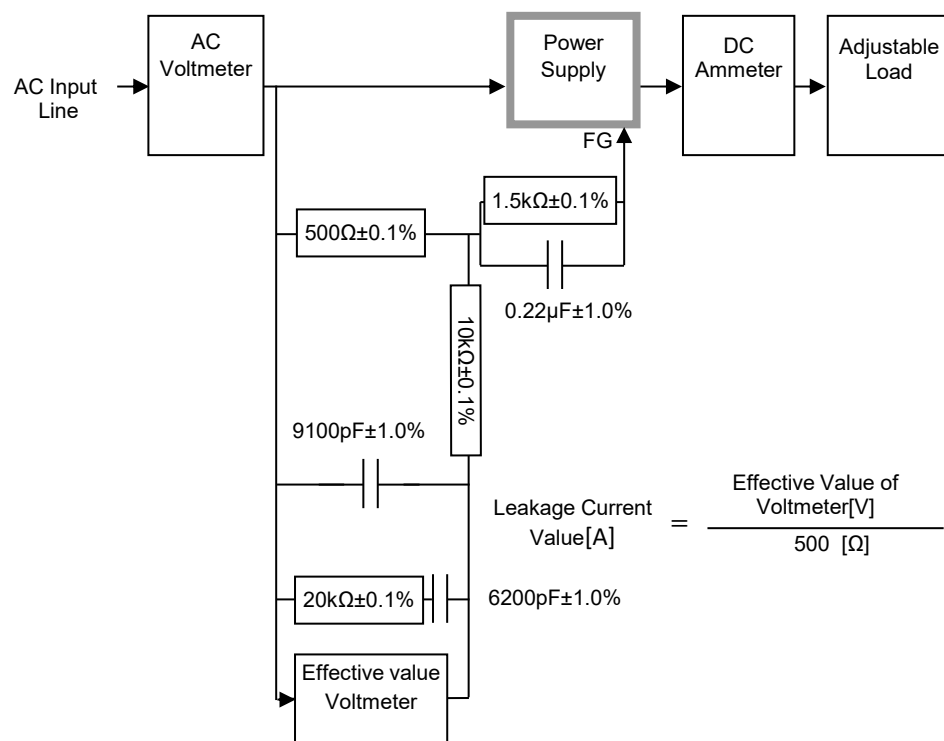 AC
Voltmeter
Power
Supply
DC
Ammeter
Adjustable
Load
AC Input
Line
FG
1.5kΩ±0.1%
500Ω±0.1%
0.22µF±1.0%
10kΩ±0.1%
9100pF±1.0%
Leakage Current
Value[A]
=
Effective Value of
Voltmeter[V]
500 [Ω]
20kΩ±0.1%
6200pF±1.0%
Effective value
Voltmeter